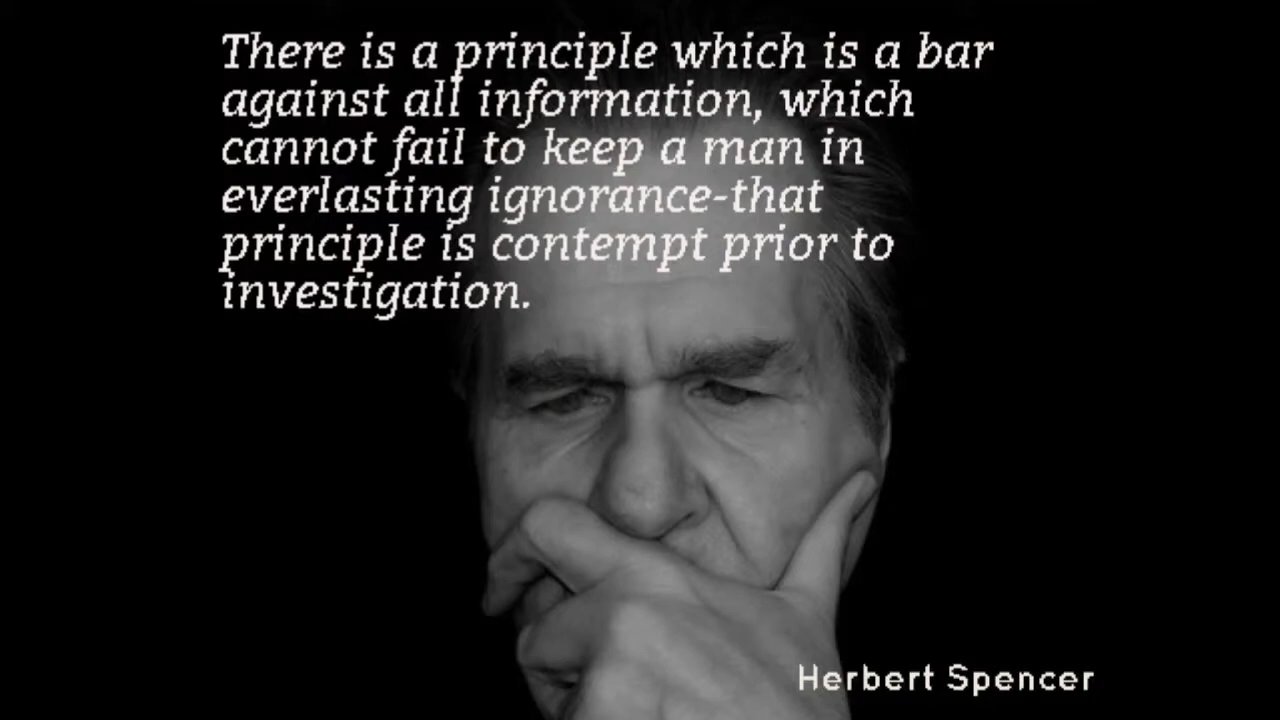 There is a principle which is a bar
against all information, which
cannot fail to keep a man in
everlasting ignorance-that
principle is contempt prior to
investigation.
Herbert Spencer